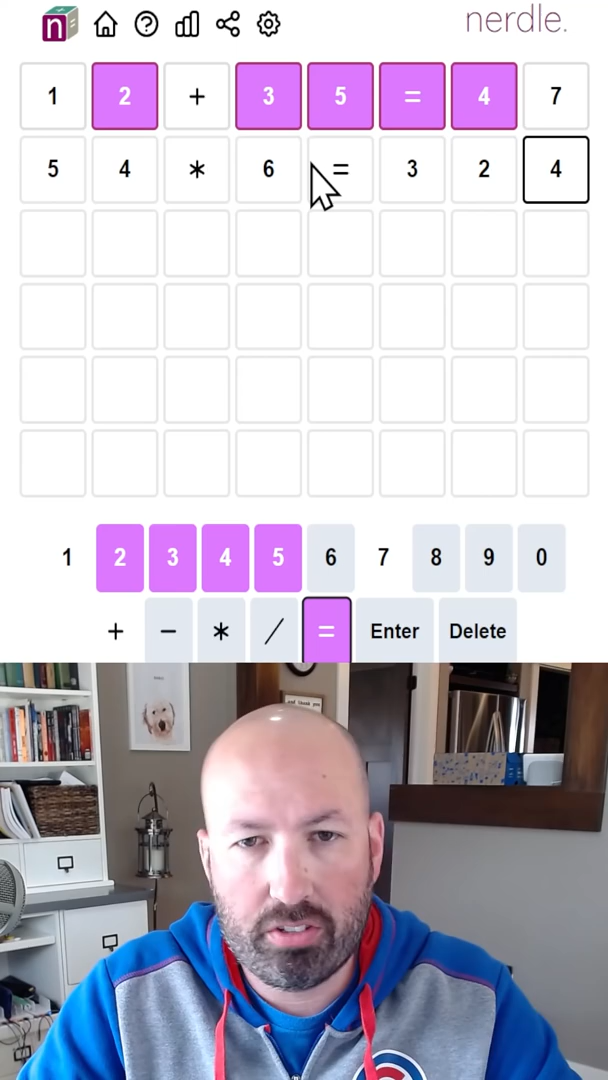 n
nerdle.
1 2 + 3 5 = 4 7
5 4 * 6 = 3 2 4
1 2 3 4 5 6 7 8 9 0
+ - * / = Enter Delete